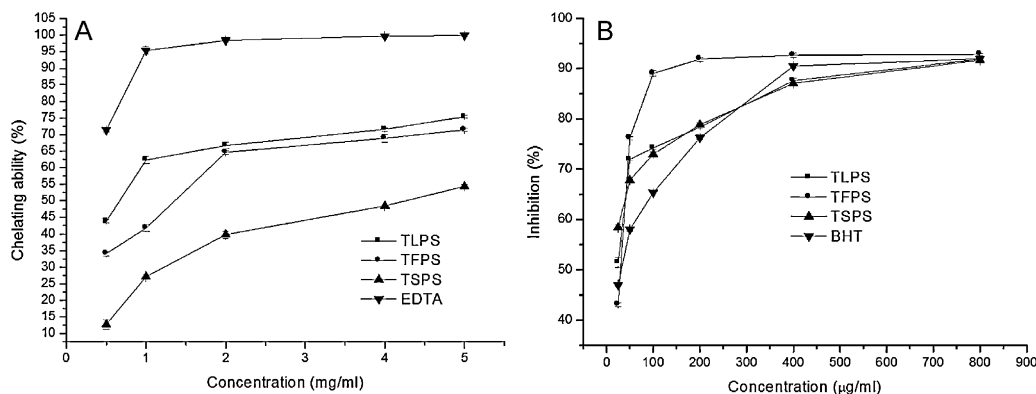 A
Chelating ability (%)
105
100
95
90
85
80
75
70
65
60
55
50
45
40
35
30
25
20
15
10
TLPS
TFPS
TSPS
EDTA
0 1 2 3 4 5
Concentration (mg/ml)
B
Inhibition (%)
100
90
80
70
60
50
40
TLPS
TFPS
TSPS
BHT
0 100 200 300 400 500 600 700 800 900
Concentration (μg/ml)